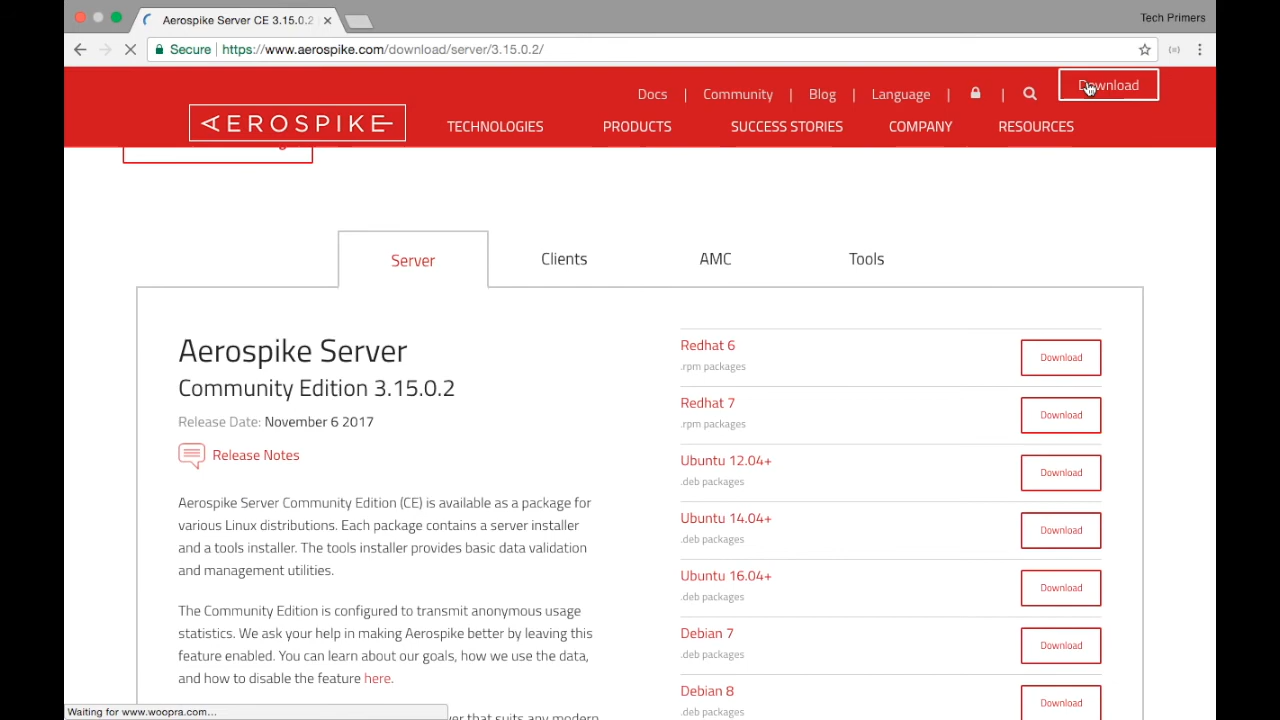 Aerospike Server CE 3.15.0.2
Tech Primers
Secure
https://www.aerospike.com/download/server/3.15.0.2/
Docs | Community | Blog | Language | | Download
AEROSPIKE
TECHNOLOGIES PRODUCTS SUCCESS STORIES COMPANY RESOURCES
Server Clients AMC Tools
Aerospike Server
Community Edition 3.15.0.2
Release Date: November 6 2017
Release Notes
Aerospike Server Community Edition (CE) is available as a package for
various Linux distributions. Each package contains a server installer
and a tools installer. The tools installer provides basic data validation
and management utilities.
The Community Edition is configured to transmit anonymous usage
statistics. We ask your help in making Aerospike better by leaving this
feature enabled. You can learn about our goals, how we use the data,
and how to disable the feature here.
that suits any modern
Redhat 6
.rpm packages
Download
Redhat 7
.rpm packages
Download
Ubuntu 12.04+
.deb packages
Download
Ubuntu 14.04+
.deb packages
Download
Ubuntu 16.04+
.deb packages
Download
Debian 7
.deb packages
Download
Debian 8
.deb packages
Download
Waiting for www.woopra.com...